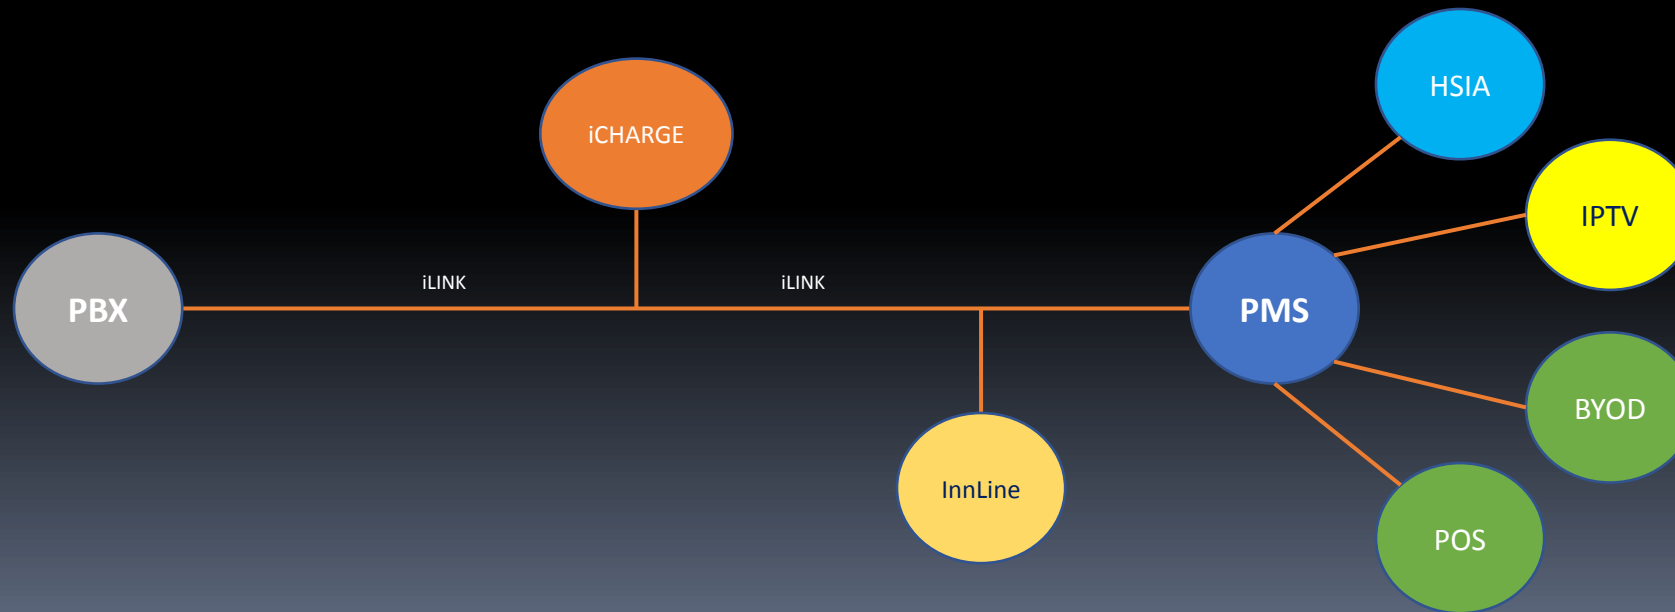 HSIA
iCHARGE
IPTV
iLINK
iLINK
PBX
PMS
BYOD
InnLine
POS